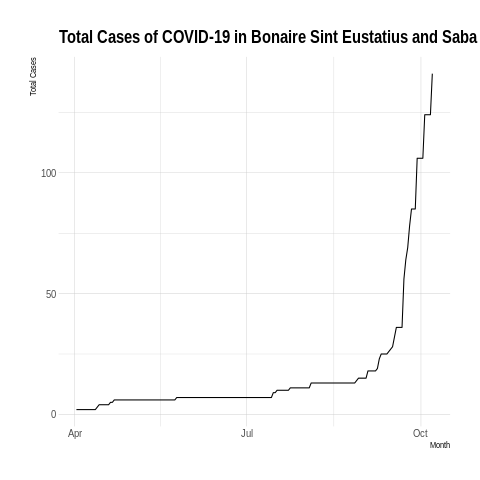 Total Cases of COVID-19 in Bonaire Sint Eustatius and Saba
Total Cases
100
50
0
Apr
Jul
Oct
Month